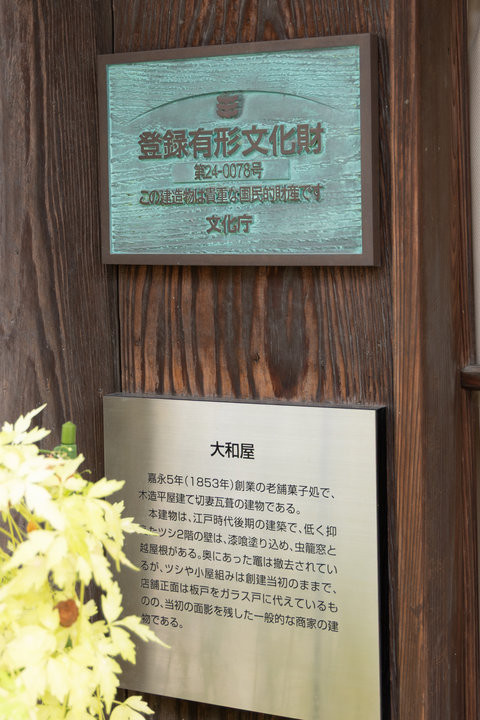 登録有形文化財
第24-0078号
この建造物は貴重な国民的財産です
文化庁
大和屋
嘉永5年(1853年)創業の老舗菓子処で、
木造平屋建て切妻瓦葺の建物である。
本建物は、江戸時代後期の建築で、低く抑
たツシ2階の壁は、漆喰塗り込め、虫籠窓と
越屋根がある。奥にあった竈は撤去されてい
るが、ツシや小屋組みは創建当初のままで、
店舗正面は板戸をガラス戸に代えているも
のの、当初の面影を残した一般的な商家の建
物である。